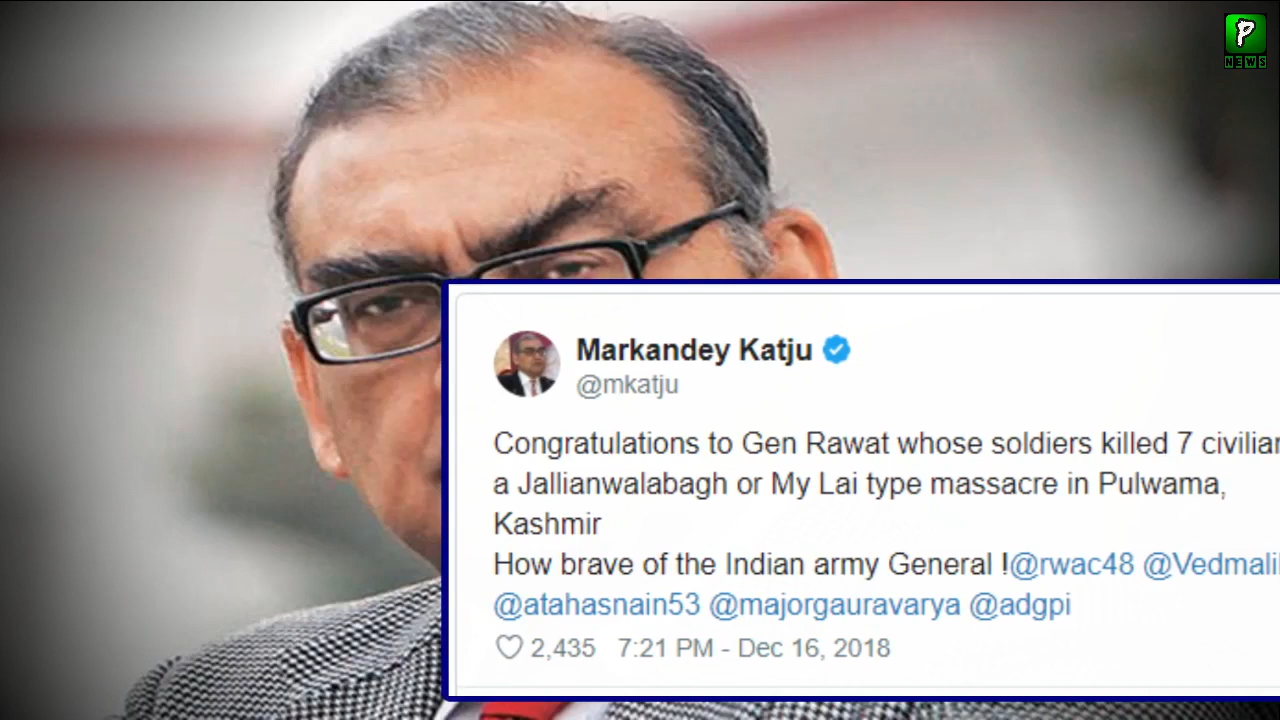 P
NEWS
Markandey Katju
@mkatju
Congratulations to Gen Rawat whose soldiers killed 7
a Jallianwalabagh or My Lai type massacre in Pulwama,
Kashmir
How brave of the Indian army General !@rwac48
@atahasnain53 @majorgauravarya @adgpi
2,435 7:21 PM - Dec 16, 2018